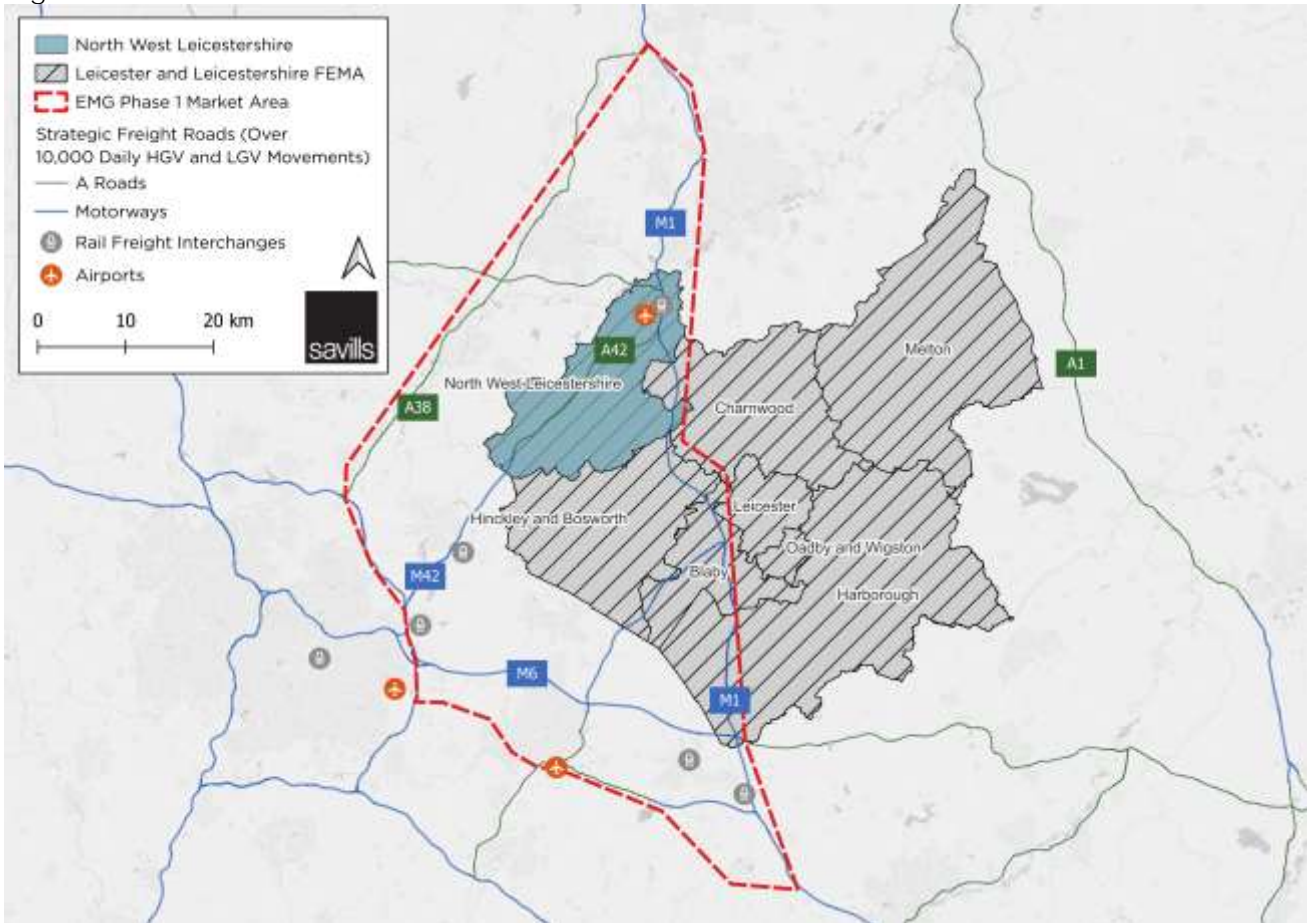 North West Leicestershire
Leicester and Leicestershire FEMA
EMG Phase 1 Market Area
Strategic Freight Roads (Over
10,000 Daily HGV and LGV Movements)
A Roads
Motorways
Rail Freight Interchanges
Airports
0 10 20 km
savills
M1
A42
North West Leicestershire
Melton
A1
A38
Charnwood
Hinckley and Bosworth
Leicester
Oadby and Wigston
Blaby
Harborough
M42
M6
M1